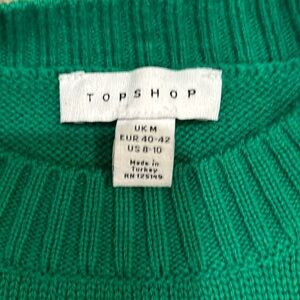 TOPSHOP
UK M
EUR 40-42
US 8-10
Made in
Turkey
RN 125149